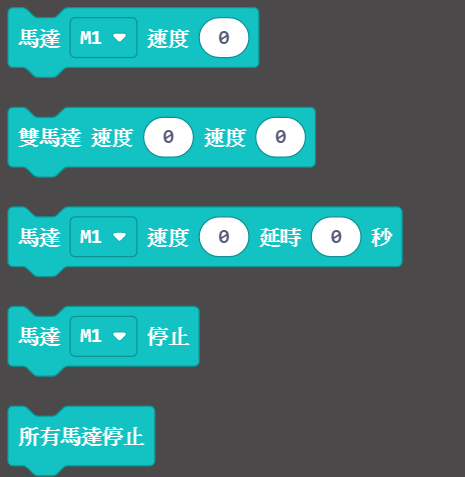 馬達 M1 速度 0
雙馬達 速度 0 速度 0
馬達 M1 速度 0 延時 0 秒
馬達 M1 停止
所有馬達停止